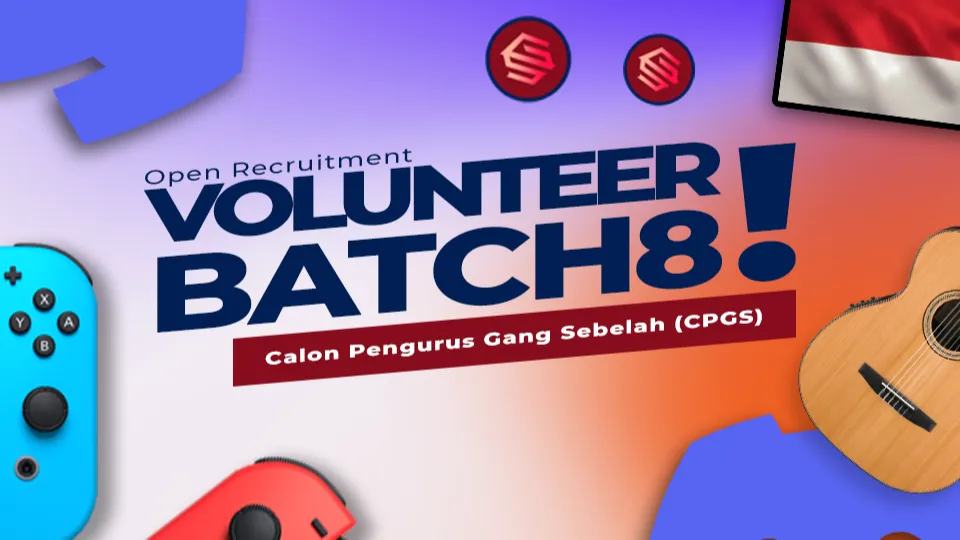 Open Recruitment
VOLUNTEER
BATCH8!
Calon Pengurus Gang Sebelah (CPGS)
X
Y A
B